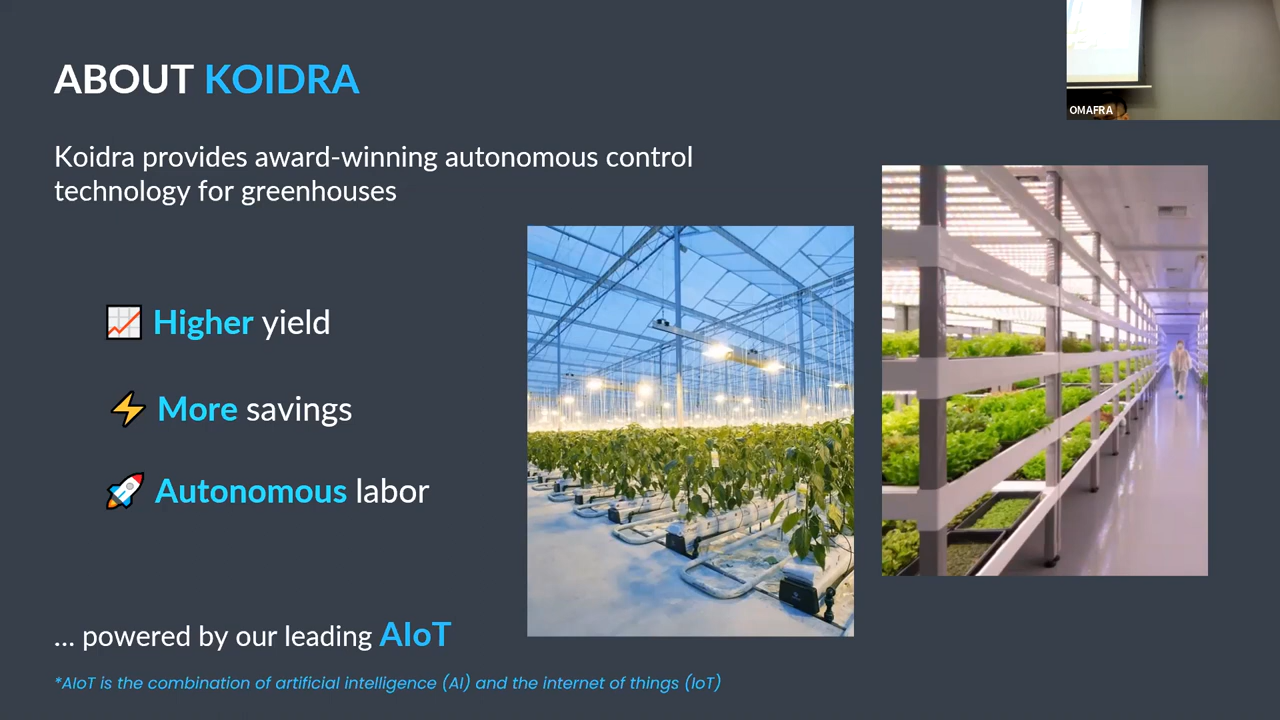 ABOUT KOIDRA
OMAFRA
Koidra provides award-winning autonomous control
technology for greenhouses
Higher yield
More savings
Autonomous labor
... powered by our leading AIoT
*AIoT is the combination of artificial intelligence (AI) and the internet of things (IoT)